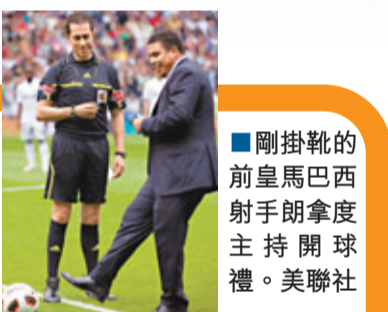 ■剛掛靴的
前皇馬巴西
射手朗拿度
主持開球
禮。美聯社